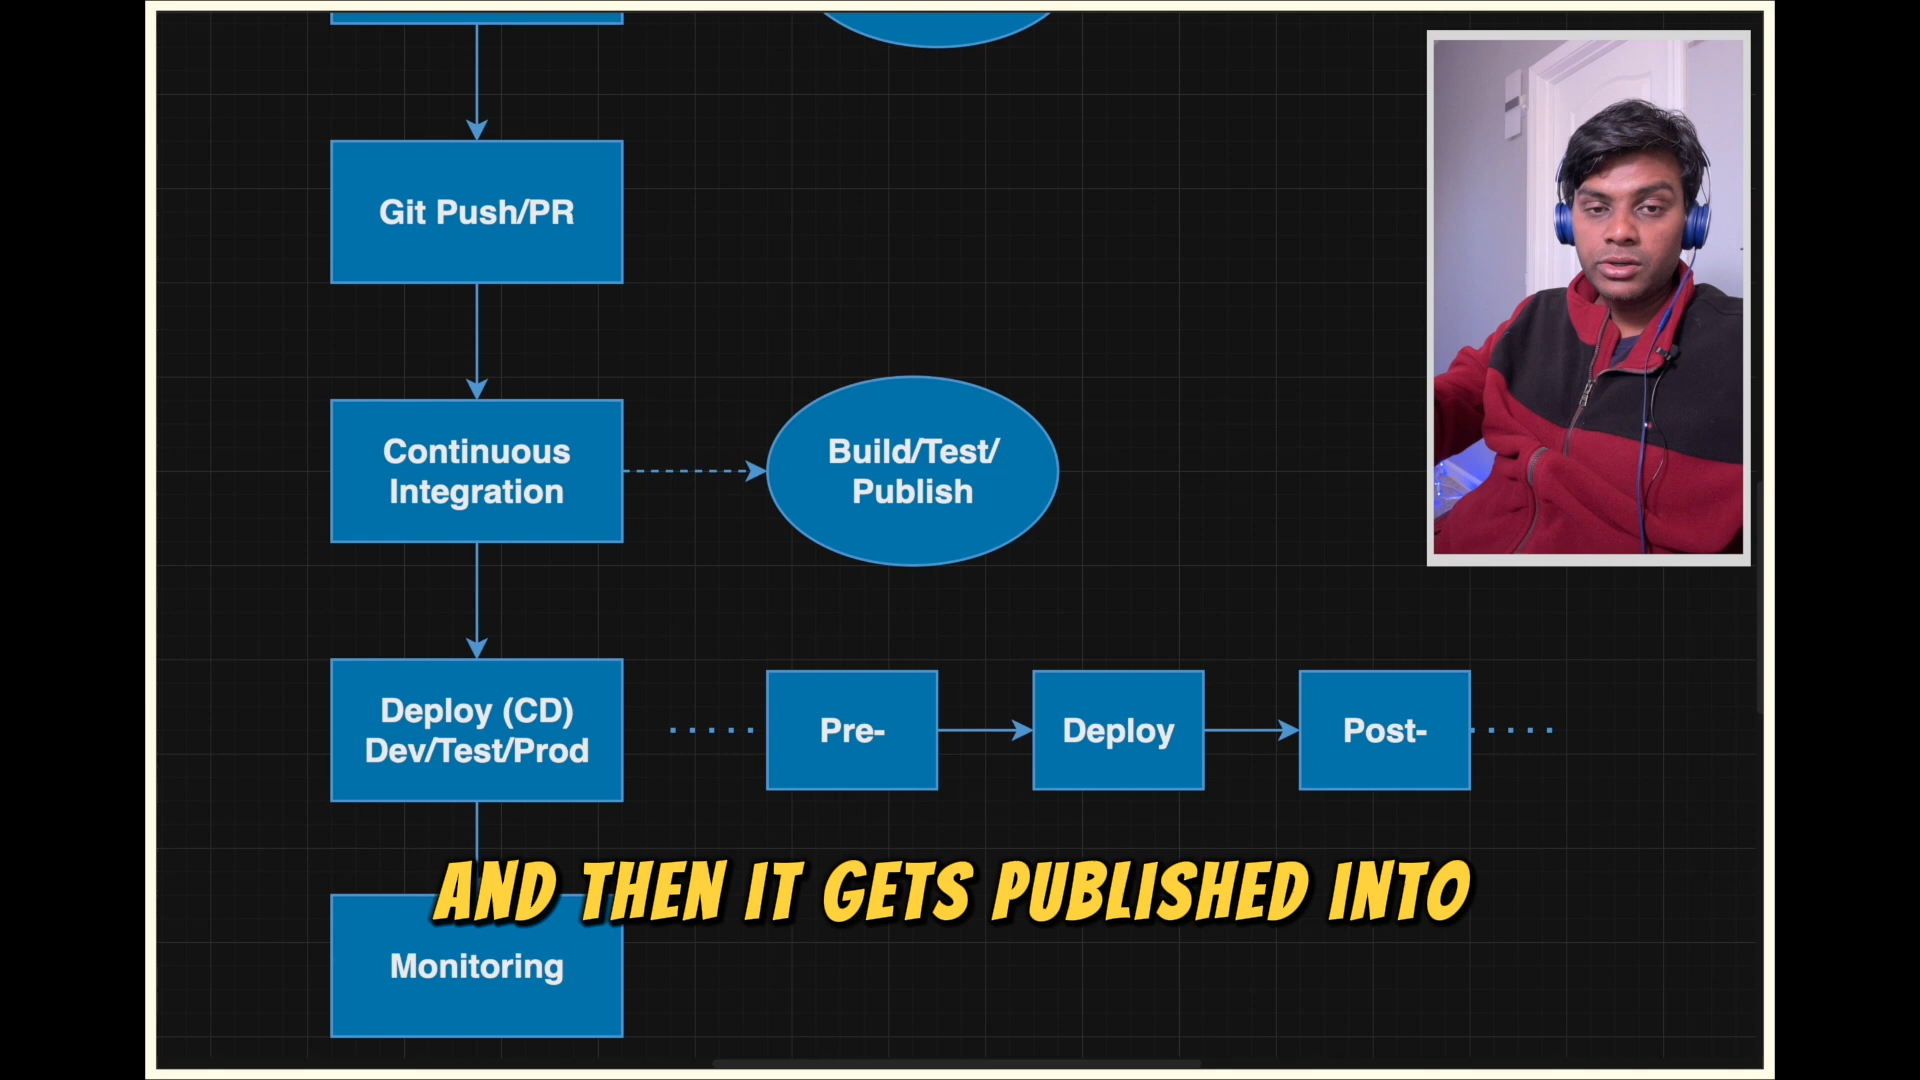 Git Push/PR
Continuous
Integration
Build/Test/
Publish
Deploy (CD)
Dev/Test/Prod
Pre-
Deploy
Post-
AND THEN IT GETS PUBLISHED INTO
Monitoring